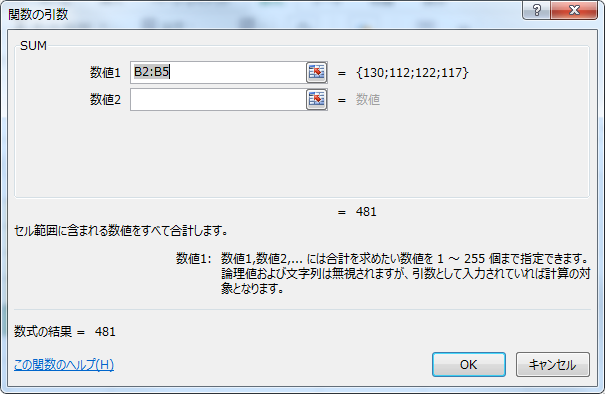 関数の引数
SUM
数値1 B2:B5 = {130;112;122;117}
数値2 = 数値
= 481
セル範囲に含まれる数値をすべて合計します。
数値1: 数値1,数値2,... には合計を求めたい数値を 1 ～ 255 個まで指定できます。
論理値および文字列は無視されますが、引数として入力されていれば計算の対
象となります。
数式の結果 = 481
この関数のヘルプ(H) OK キャンセル